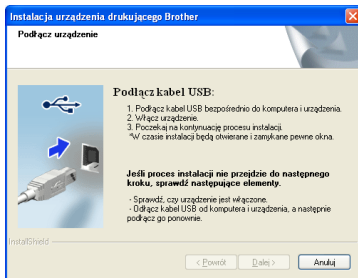 Instalacja urządzenia drukującego Brother
Podłącz urządzenie
Podłącz kabel USB:
1. Podłącz kabel USB bezpośrednio do komputera i urządzenia.
2. Włącz urządzenie.
3. Poczekaj na kontynuację procesu instalacji.
*W czasie instalacji będą otwierane i zamykane pewne okna.
Jeśli proces instalacji nie przejdzie do następnego
kroku, sprawdź następujące elementy.
- Sprawdź, czy urządzenie jest włączone.
- Odłącz kabel USB od komputera i urządzenia, a następnie
podłącz go ponownie.
InstallShield
< Powrót
Dalej >
Anuluj